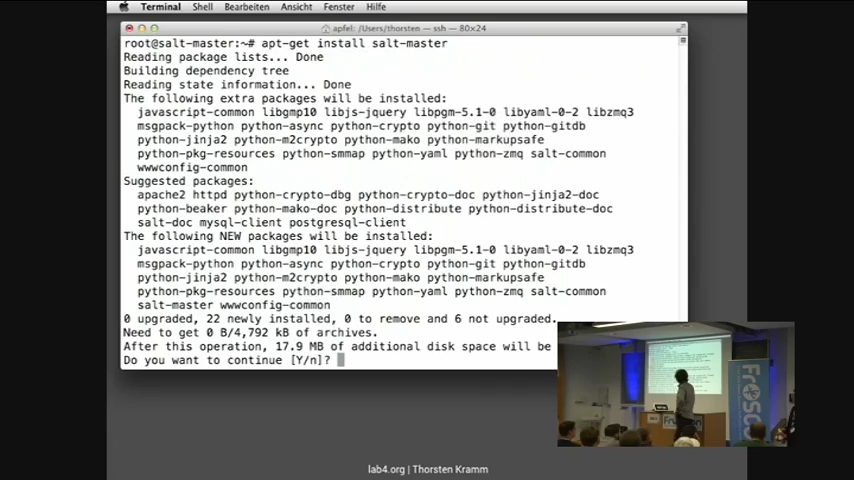 Terminal Shell Bearbeiten Ansicht Fenster Hilfe
apfel: /Users/thorsten — ssh — 80×24
root@salt-master:~# apt-get install salt-master
Reading package lists... Done
Building dependency tree
Reading state information... Done
The following extra packages will be installed:
javascript-common libgmp10 libjs-jquery libpgm-5.1-0 libyaml-0-2 libzmq3
msgpack-python python-async python-crypto python-git python-gitdb
python-jinja2 python-m2crypto python-mako python-markupsafe
python-pkg-resources python-smmap python-yaml python-zmq salt-common
wwwconfig-common
Suggested packages:
apache2 httpd python-crypto-dbg python-crypto-doc python-jinja2-doc
python-beaker python-mako-doc python-distribute python-distribute-doc
salt-doc mysql-client postgresql-client
The following NEW packages will be installed:
javascript-common libgmp10 libjs-jquery libpgm-5.1-0 libyaml-0-2 libzmq3
msgpack-python python-async python-crypto python-git python-gitdb
python-jinja2 python-m2crypto python-mako python-markupsafe
python-pkg-resources python-smmap python-yaml python-zmq salt-common
salt-master wwwconfig-common
0 upgraded, 22 newly installed, 0 to remove and 6 not upgraded.
Need to get 0 B/4,792 kB of archives.
After this operation, 17.9 MB of additional disk space will be
Do you want to continue [Y/n]?
lab4.org | Thorsten Kramm